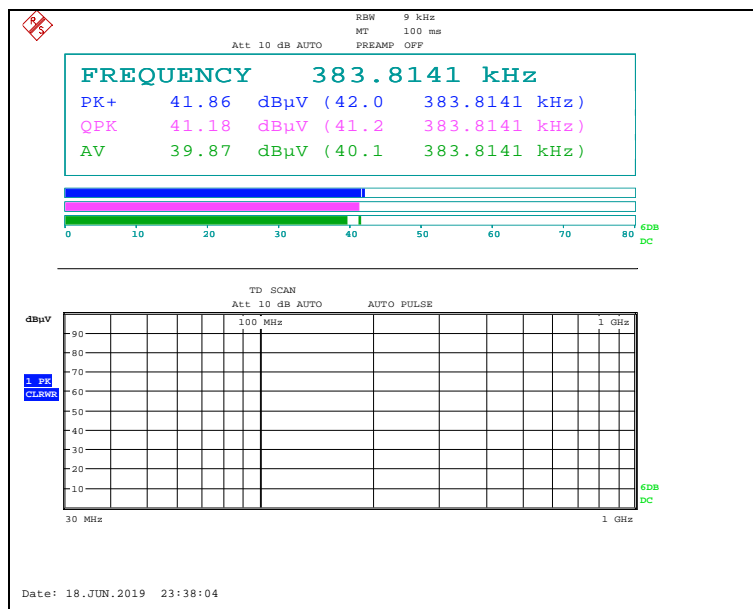 R S
RBW 9 kHz
MT 100 ms
Att 10 dB AUTO PREAMP OFF
FREQUENCY 383.8141 kHz
PK+ 41.86 dBµV (42.0 383.8141 kHz)
QPK 41.18 dBµV (41.2 383.8141 kHz)
AV 39.87 dBµV (40.1 383.8141 kHz)
0 10 20 30 40 50 60 70 80
6DB
DC
TD SCAN
Att 10 dB AUTO AUTO PULSE
dBµV
100 MHz 1 GHz
90
80
70
1 PK
CLRWR
60
50
40
30
20
10
6DB
DC
30 MHz 1 GHz
Date: 18.JUN.2019 23:38:04